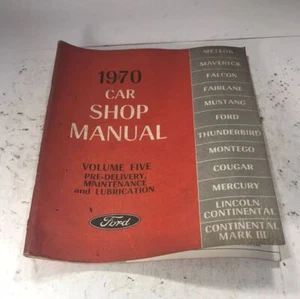 1970
CAR
SHOP
MANUAL
VOLUME FIVE
PRE-DELIVERY,
MAINTENANCE
and LUBRICATION
Ford
METEOR
MAVERICK
FALCON
FAIRLANE
MUSTANG
FORD
THUNDERBIRD
MONTEGO
COUGAR
MERCURY
LINCOLN
CONTINENTAL
CONTINENTAL
MARK III